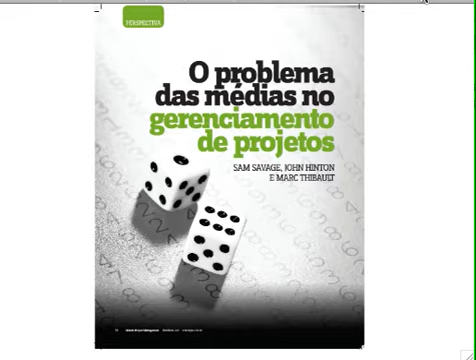 PERSPECTIVA
O problema
das médias no
gerenciamento
de projetos
SAM SAVAGE, JOHN HINTON
E MARC THIBAULT